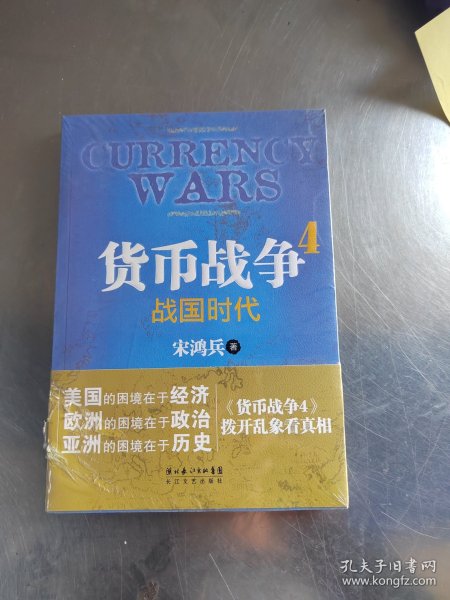 CURRENCY
WARS
货币战争4
战国时代
宋鸿兵 著
美国的困境在于经济
欧洲的困境在于政治
亚洲的困境在于历史
《货币战争4》
拨开乱象看真相
长江文艺出版社
孔夫子旧书网
www.kongfz.com